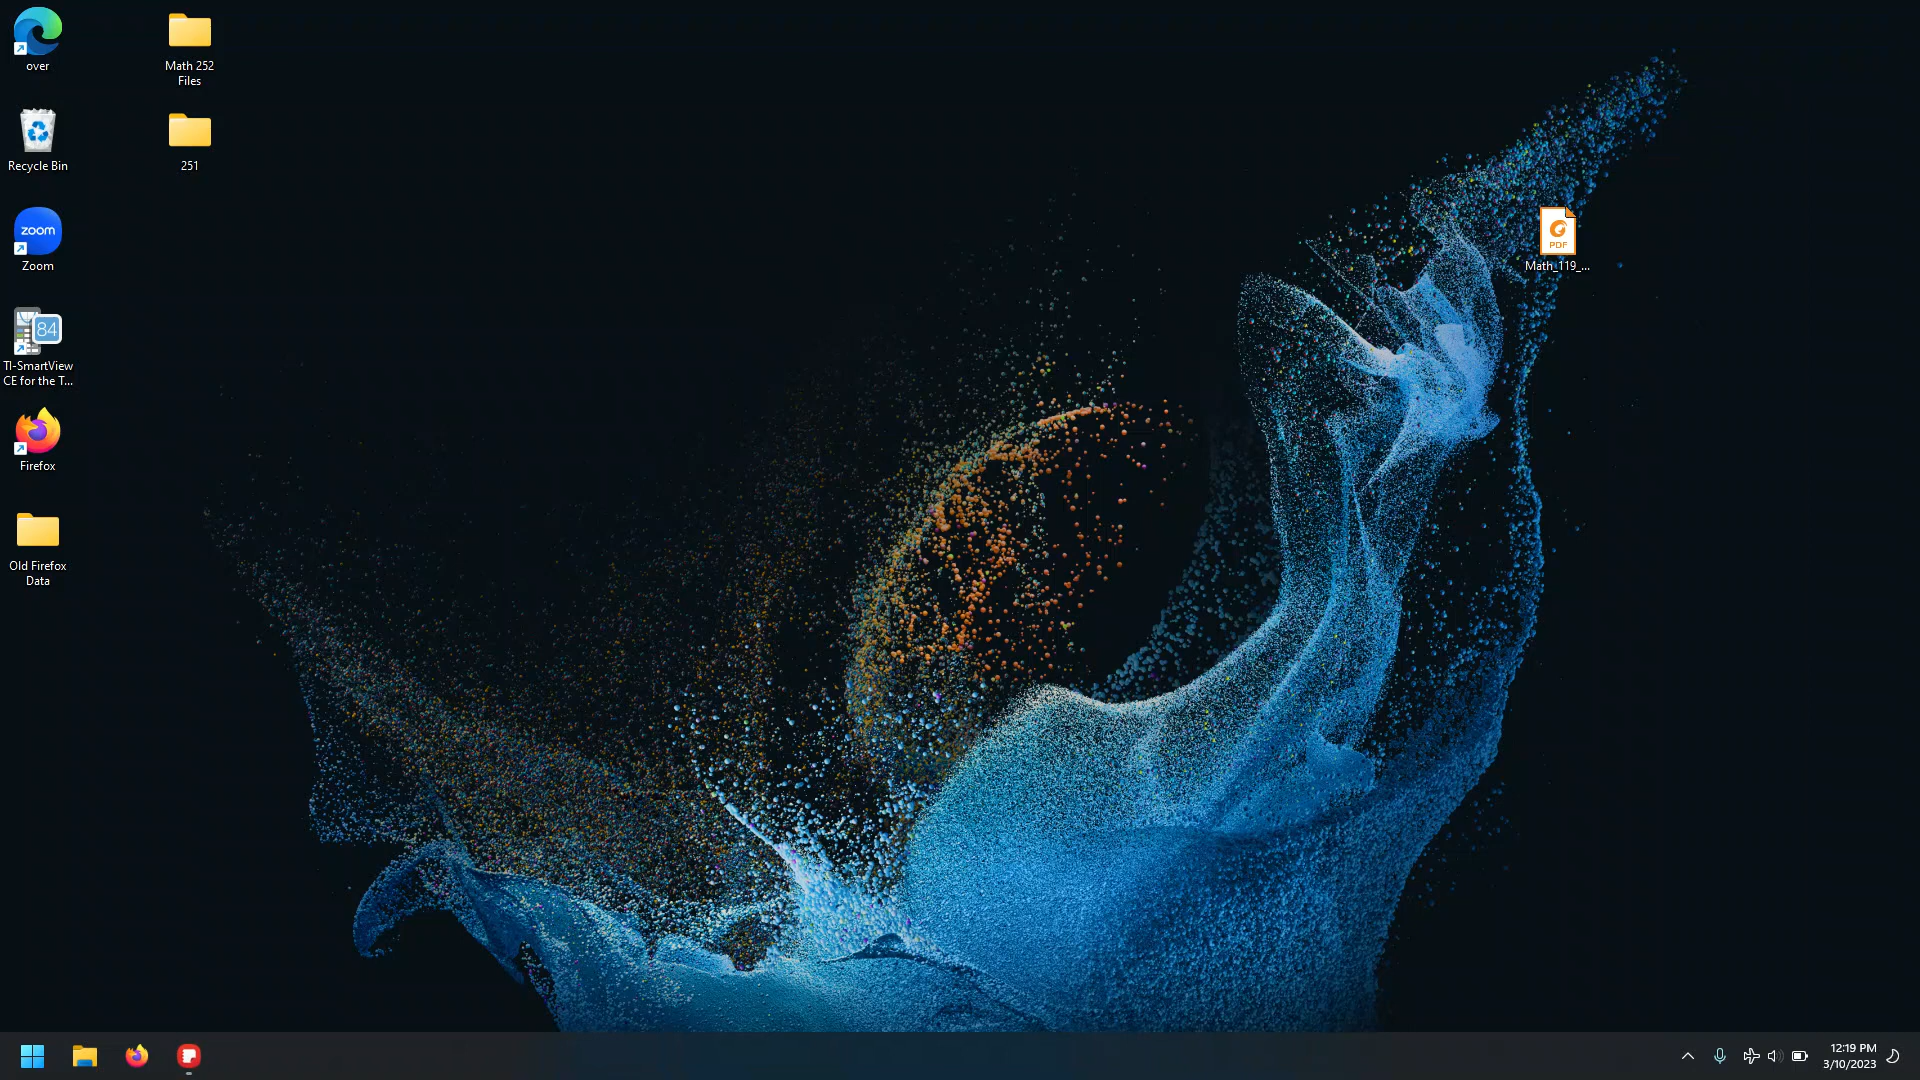 over
Math 252
Files
Recycle Bin
251
zoom
Zoom
PDF
Math_119_...
84
TI-SmartView
CE for the T...
Firefox
Old Firefox
Data
12:19 PM
3/10/2023